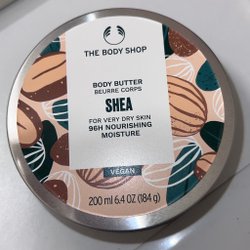 THE BODY SHOP
BODY BUTTER
BEURRE CORPS
SHEA
FOR VERY DRY SKIN
96H NOURISHING
MOISTURE
VEGAN
200 ml 6.4 OZ (184 g)